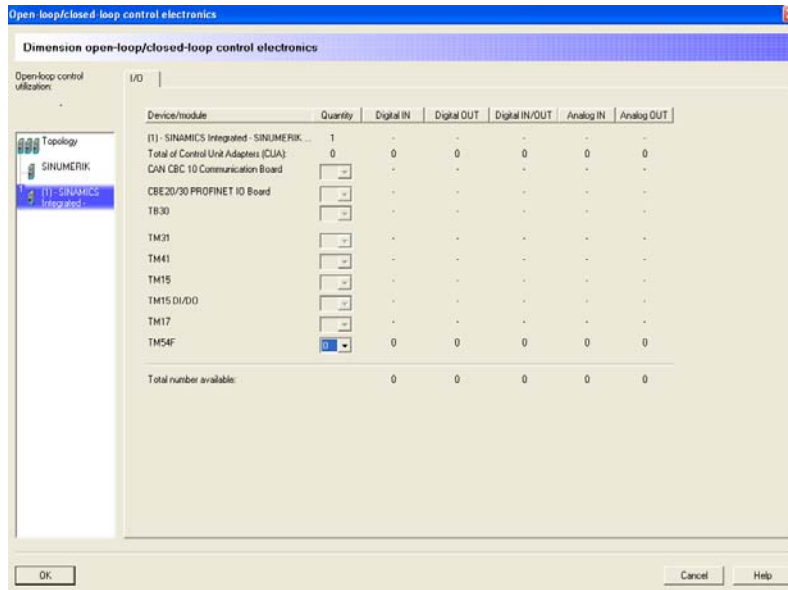 Open-loop/closed-loop control electronics
Dimension open-loop/closed-loop control electronics
Open-loop control
utilization:
-
Topology
SINUMERIK
1 (1) - SINAMICS
Integrated -
I/O
Device/module Quantity Digital IN Digital OUT Digital IN/OUT Analog IN Analog OUT
(1) - SINAMICS Integrated - SINUMERIK ... 1 - - - - -
Total of Control Unit Adapters (CUA): 0 0 0 0 0 0
CAN CBC 10 Communication Board - - - - -
CBE20/30 PROFINET IO Board - - - - -
TB30 - - - - -
TM31 - - - - -
TM41 - - - - -
TM15 - - - - -
TM15 DI/DO - - - - -
TM17 - - - - -
TM54F 0 0 0 0 0 0
Total number available: 0 0 0 0 0
OK
Cancel
Help